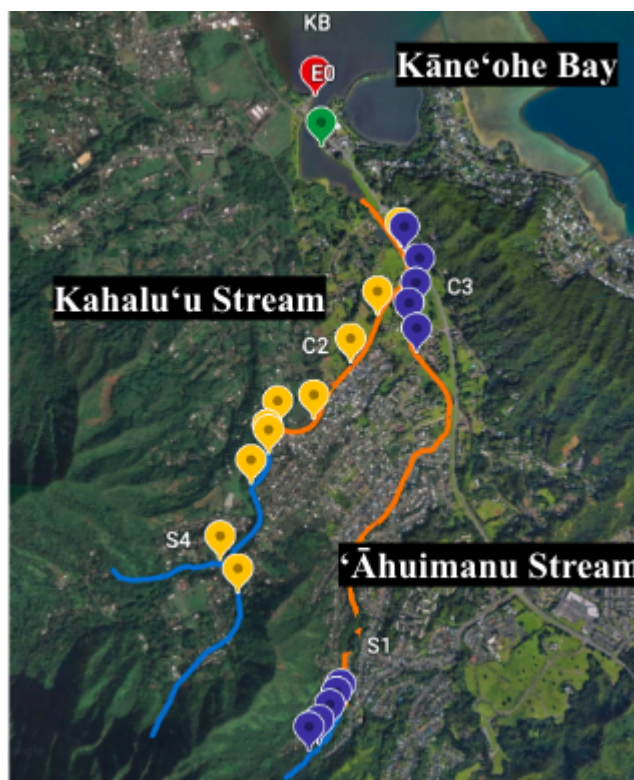 KB
Kāneʻohe Bay
E0
Kahaluʻu Stream
C3
C2
S4
ʻĀhuimanu Stream
S1